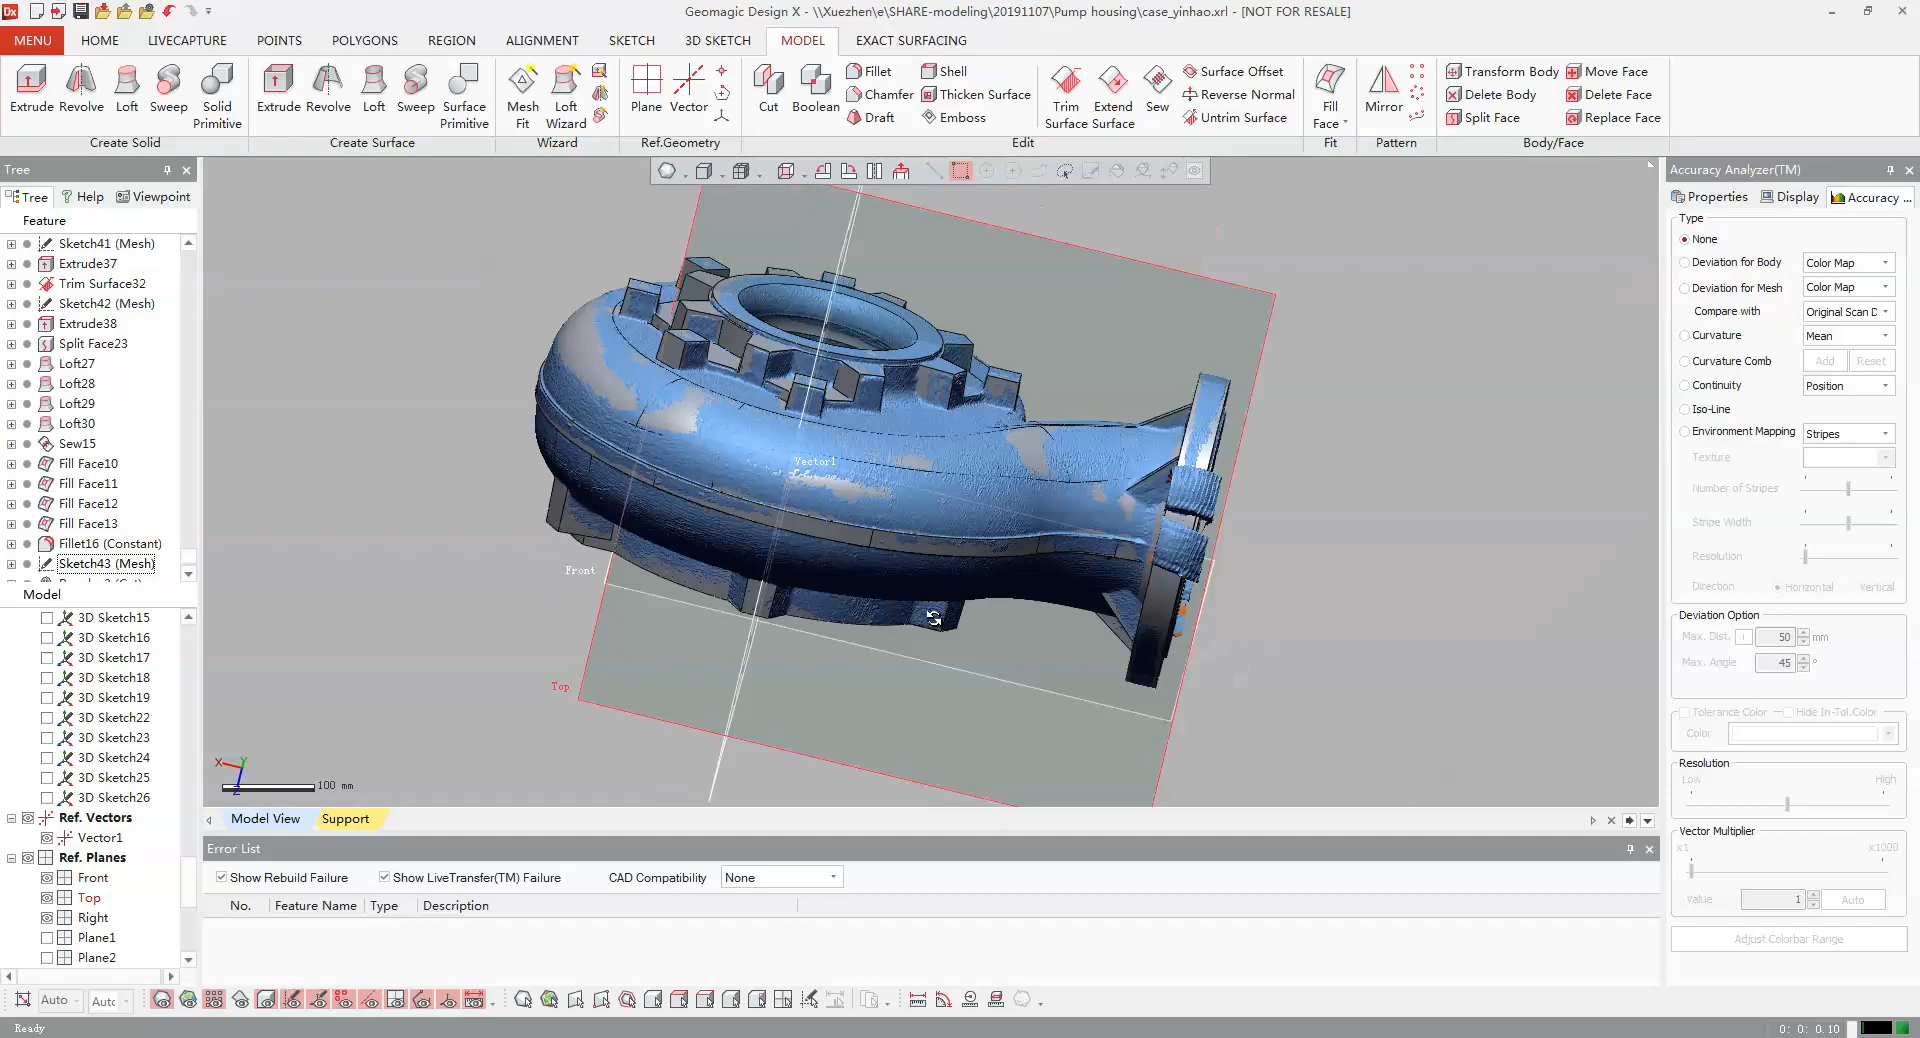 Dx
Geomagic Design X - \\Xuezhen\e\SHARE-modeling\20191107\Pump housing\case_yinhao.xrl - [NOT FOR RESALE]
MENU HOME LIVECAPTURE POINTS POLYGONS REGION ALIGNMENT SKETCH 3D SKETCH MODEL EXACT SURFACING
Fillet Shell Surface Offset Transform Body Move Face
Extrude Revolve Loft Sweep Solid Extrude Revolve Loft Sweep Surface Mesh Loft Plane Vector Cut Boolean Chamfer Thicken Surface Trim Extend Sew Reverse Normal Fill Mirror Delete Body Delete Face
Primitive Primitive Fit Wizard Draft Emboss Surface Surface Untrim Surface Face Split Face Replace Face
Create Solid Create Surface Wizard Ref.Geometry Edit Fit Pattern Body/Face
Tree
Tree Help Viewpoint
Feature
Sketch41 (Mesh)
Extrude37
Trim Surface32
Sketch42 (Mesh)
Extrude38
Split Face23
Loft27
Loft28
Loft29
Loft30
Sew15
Fill Face10
Fill Face11
Fill Face12
Fill Face13
Fillet16 (Constant)
Sketch43 (Mesh)
Model
3D Sketch15
3D Sketch16
3D Sketch17
3D Sketch18
3D Sketch19
3D Sketch22
3D Sketch23
3D Sketch24
3D Sketch25
3D Sketch26
Ref. Vectors
Vector1
Ref. Planes
Front
Top
Right
Plane1
Plane2
Vector1
Front
Top
X Y
Z
100 mm
Model View Support
Error List
Show Rebuild Failure Show LiveTransfer(TM) Failure CAD Compatibility None
No. Feature Name Type Description
Accuracy Analyzer(TM)
Properties Display Accuracy ...
Type
None
Deviation for Body Color Map
Deviation for Mesh Color Map
Compare with Original Scan D
Curvature Mean
Curvature Comb Add Reset
Continuity Position
Iso-Line
Environment Mapping Stripes
Texture
Number of Stripes
Stripe Width
Resolution
Direction Horizontal Vertical
Deviation Option
Max. Dist. 50 mm
Max. Angle 45 °
Tolerance Color Hide In-Tol.Color
Color
Resolution
Low High
Vector Multiplier
x1 x1000
Value 1 Auto
Adjust Colorbar Range
Auto Autc
Ready
0: 0: 0.10